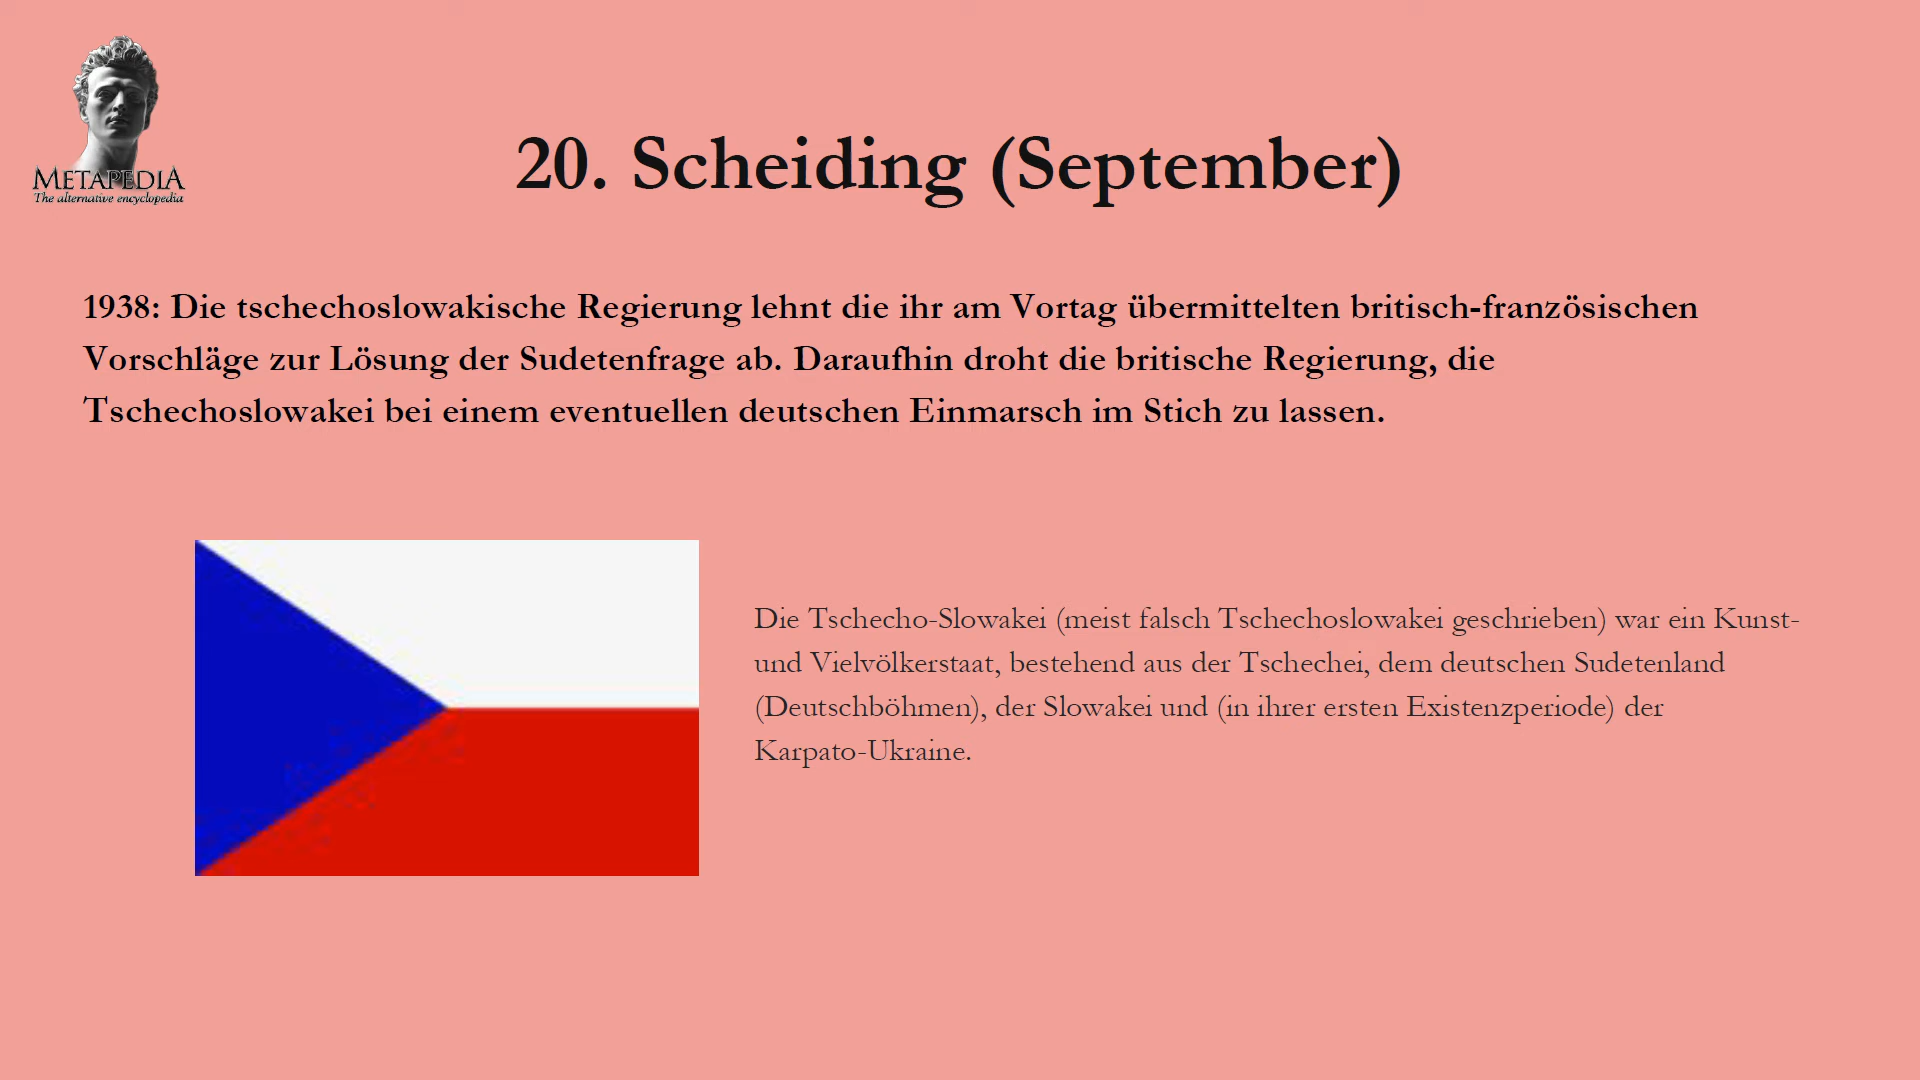 METAPEDIA
The alternative encyclopedia
20. Scheiding (September)
1938: Die tschechoslowakische Regierung lehnt die ihr am Vortag übermittelten britisch-französischen
Vorschläge zur Lösung der Sudetenfrage ab. Daraufhin droht die britische Regierung, die
Tschechoslowakei bei einem eventuellen deutschen Einmarsch im Stich zu lassen.
Die Tschecho-Slowakei (meist falsch Tschechoslowakei geschrieben) war ein Kunst-
und Vielvölkerstaat, bestehend aus der Tschechei, dem deutschen Sudetenland
(Deutschböhmen), der Slowakei und (in ihrer ersten Existenzperiode) der
Karpato-Ukraine.